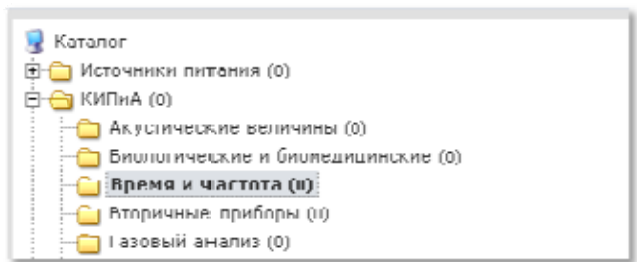 Каталог
Источники питания (0)
КИПиА (0)
Акустические величины (0)
Биологические и биомедицинские (0)
Время и частота (0)
Вторичные приборы (0)
Газовый анализ (0)